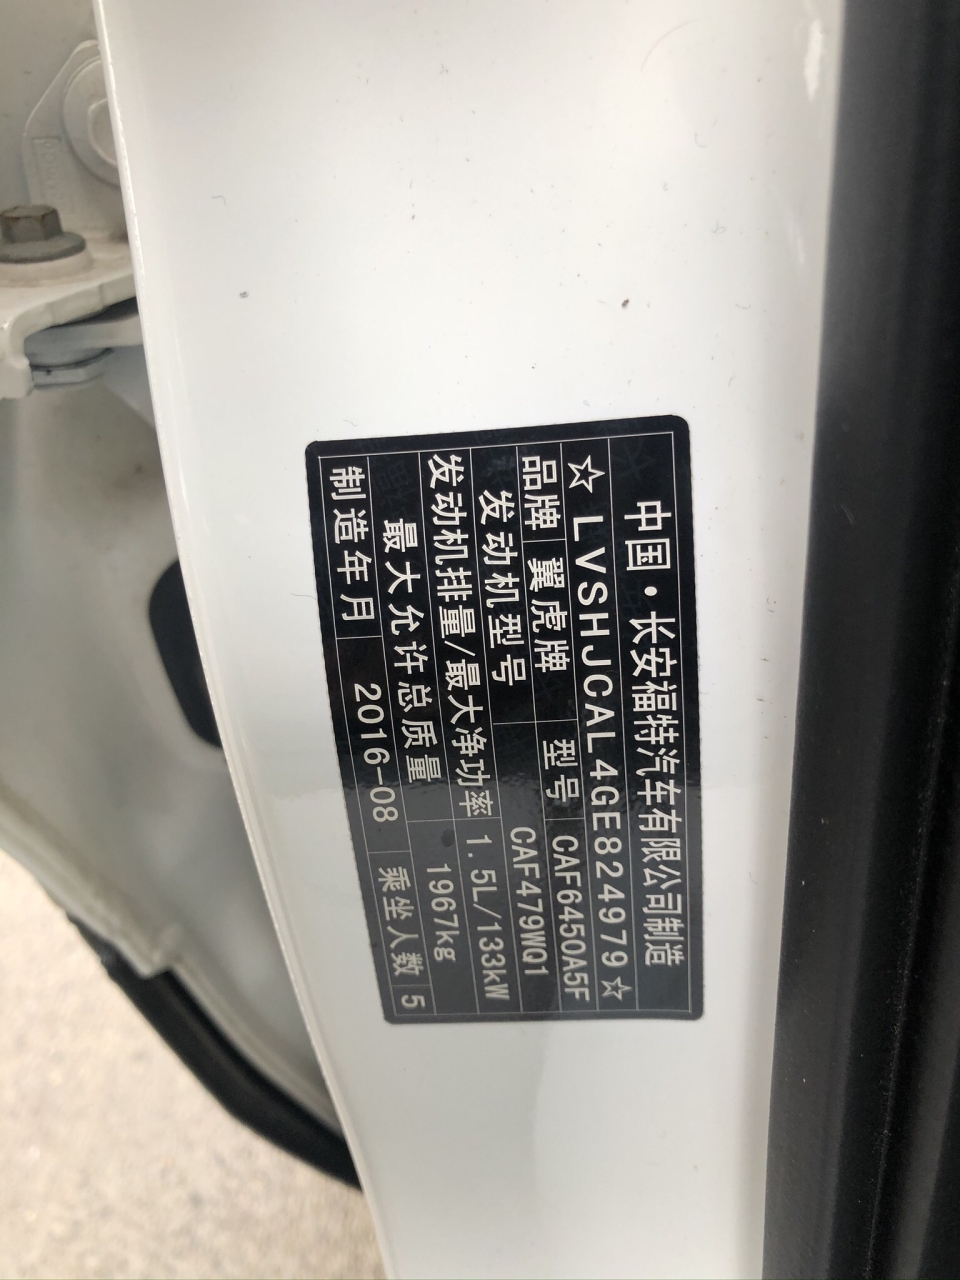 中国·长安福特汽车有限公司制造
☆LVSHJCAL4GE824979☆
品牌 翼虎牌 型号 CAF6450A5F
发动机型号 CAF479WQ1
发动机排量/最大净功率 1.5L/133kW
最大允许总质量 1967kg
制造年月 2016-08 乘坐人数 5